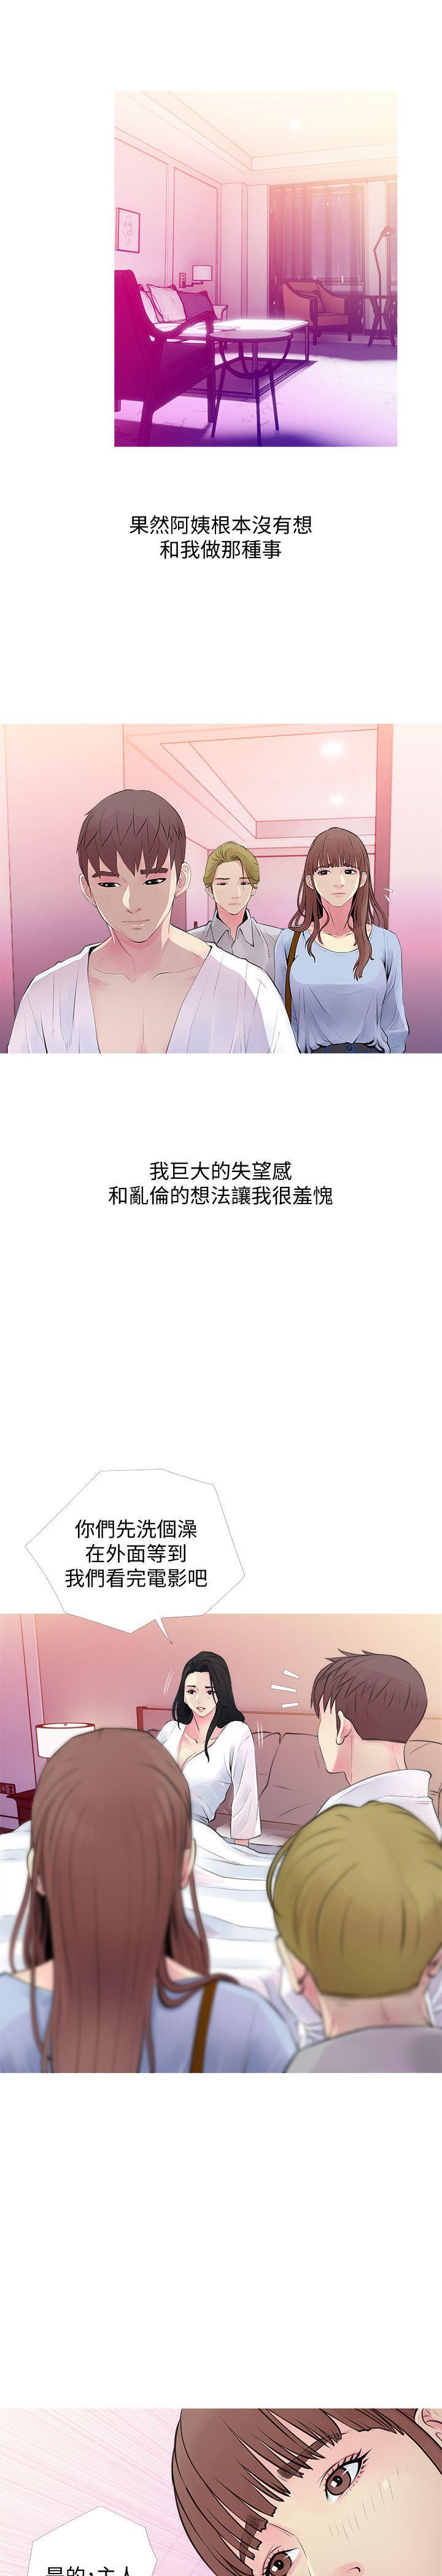 果然阿姨根本沒有想
和我做那種事
我巨大的失望感
和亂倫的想法讓我很羞愧
你們先洗個澡
在外面等到
我們看完電影吧
是的，主人